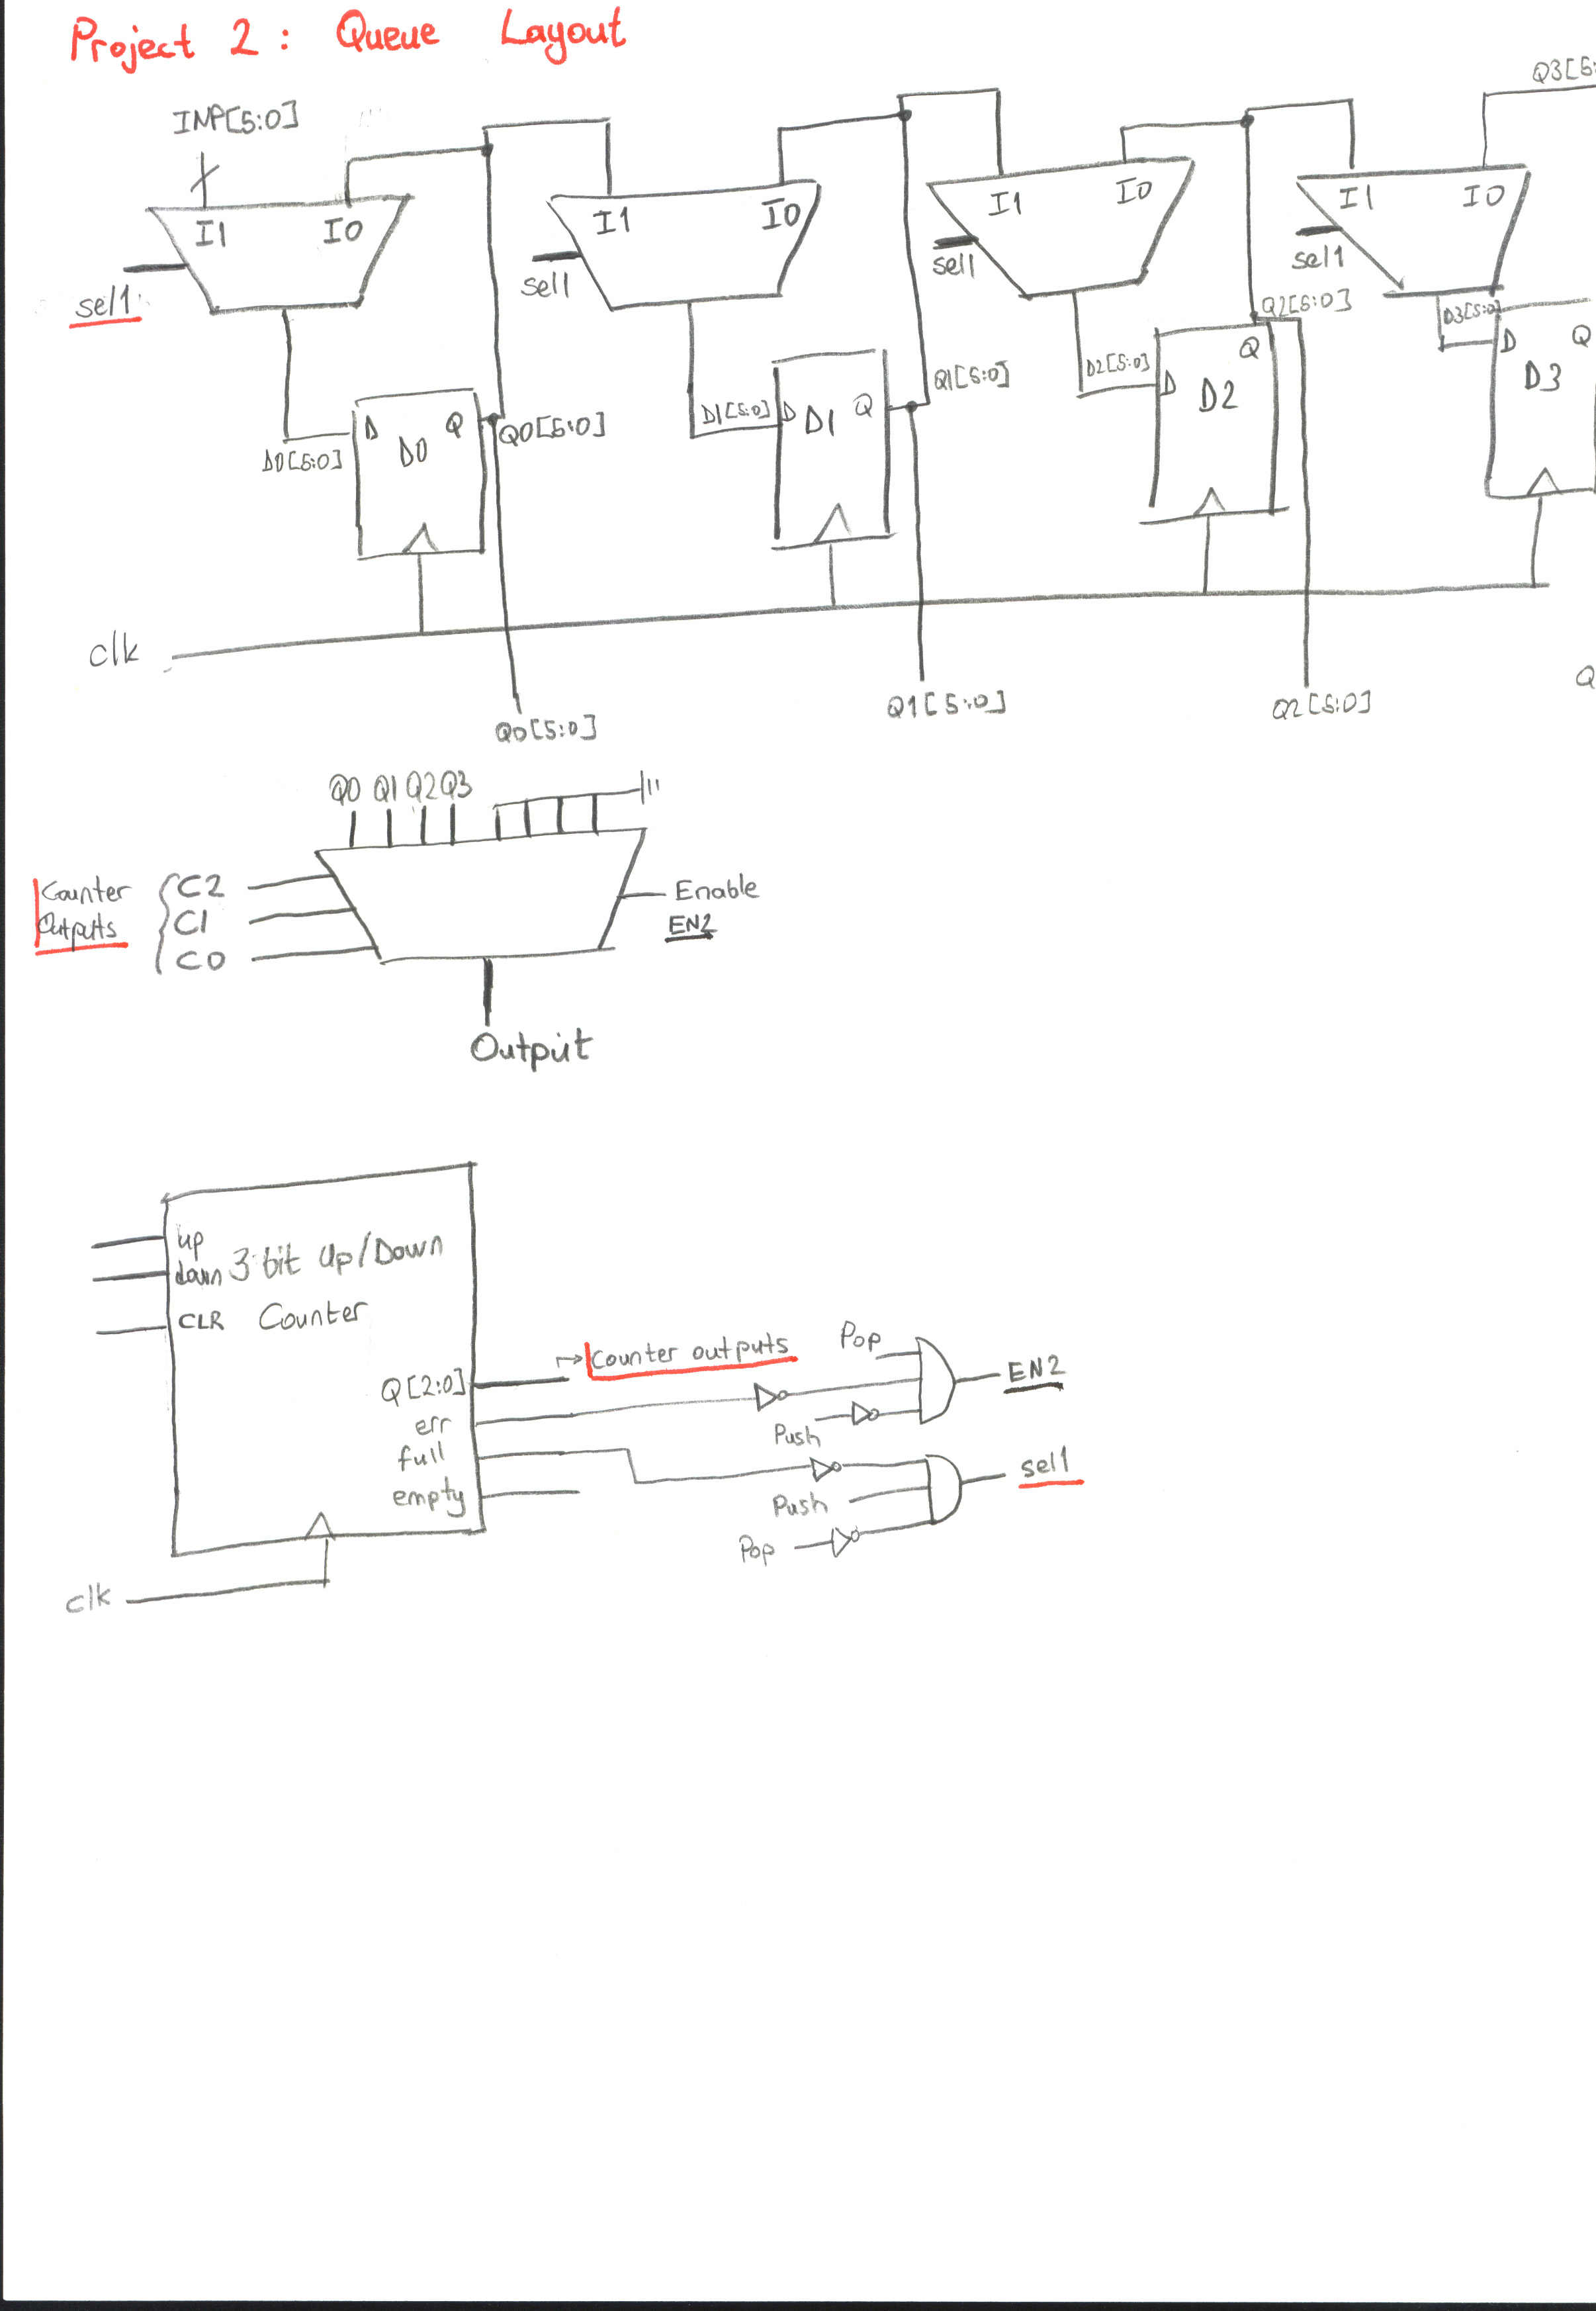 Project 2 : Queue Layout
Q3[5:
INP[5:0]
I1 I0
I1 I0
I1 I0
I1 I0
sel1
sel1
sel1
sel1
Q2[5:0]
D3[5:0]
D Q
D3
D2[5:0]
D Q
D2
Q1[5:0]
D1[5:0]
D Q
D1
Q0[5:0]
D0[5:0]
D Q
D0
clk
Q0[5:0]
Q1[5:0]
Q2[5:0]
Q
Q0 Q1 Q2 Q3
Counter
Outputs
C2
C1
C0
Enable
EN2
Output
up
down
3-bit Up/Down
CLR Counter
Q[2:0]
err
full
empty
clk
Counter outputs
Pop
Push
EN2
Push
Pop
sel1